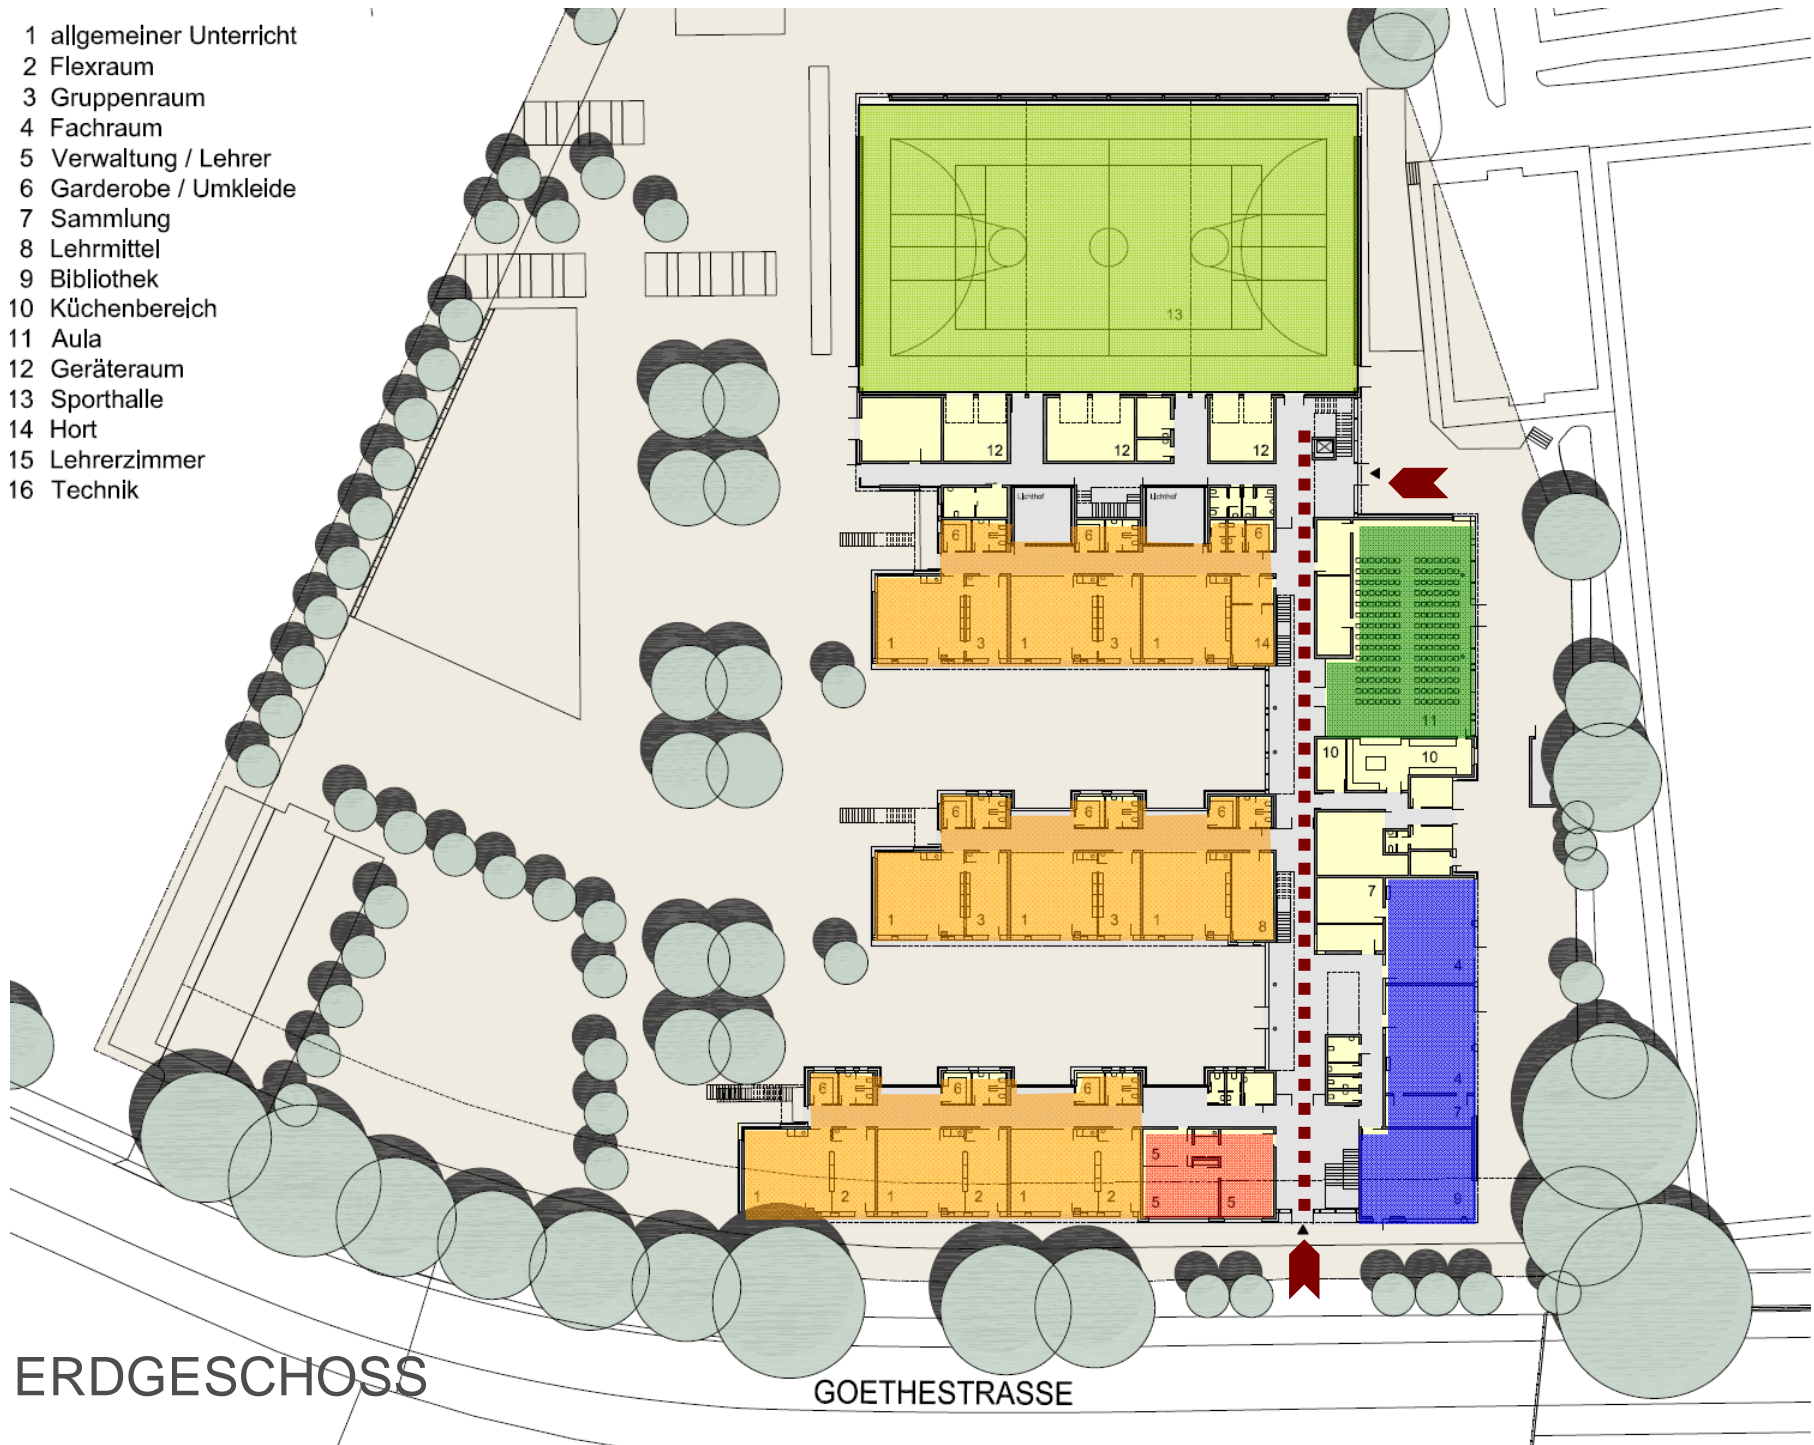 1 allgemeiner Unterricht
2 Flexraum
3 Gruppenraum
4 Fachraum
5 Verwaltung / Lehrer
6 Garderobe / Umkleide
7 Sammlung
8 Lehrmittel
9 Bibliothek
10 Küchenbereich
11 Aula
12 Geräteraum
13 Sporthalle
14 Hort
15 Lehrerzimmer
16 Technik
13
12 12 12
Lichthof Lichthof
6 6 6
1 3 1 3 1 14
11
10 10
6 6 6
7
1 3 1 3 1 8
4
4
6 6 6
7
5
1 2 1 2 1 2 5 5 9
ERDGESCHOSS
GOETHESTRASSE